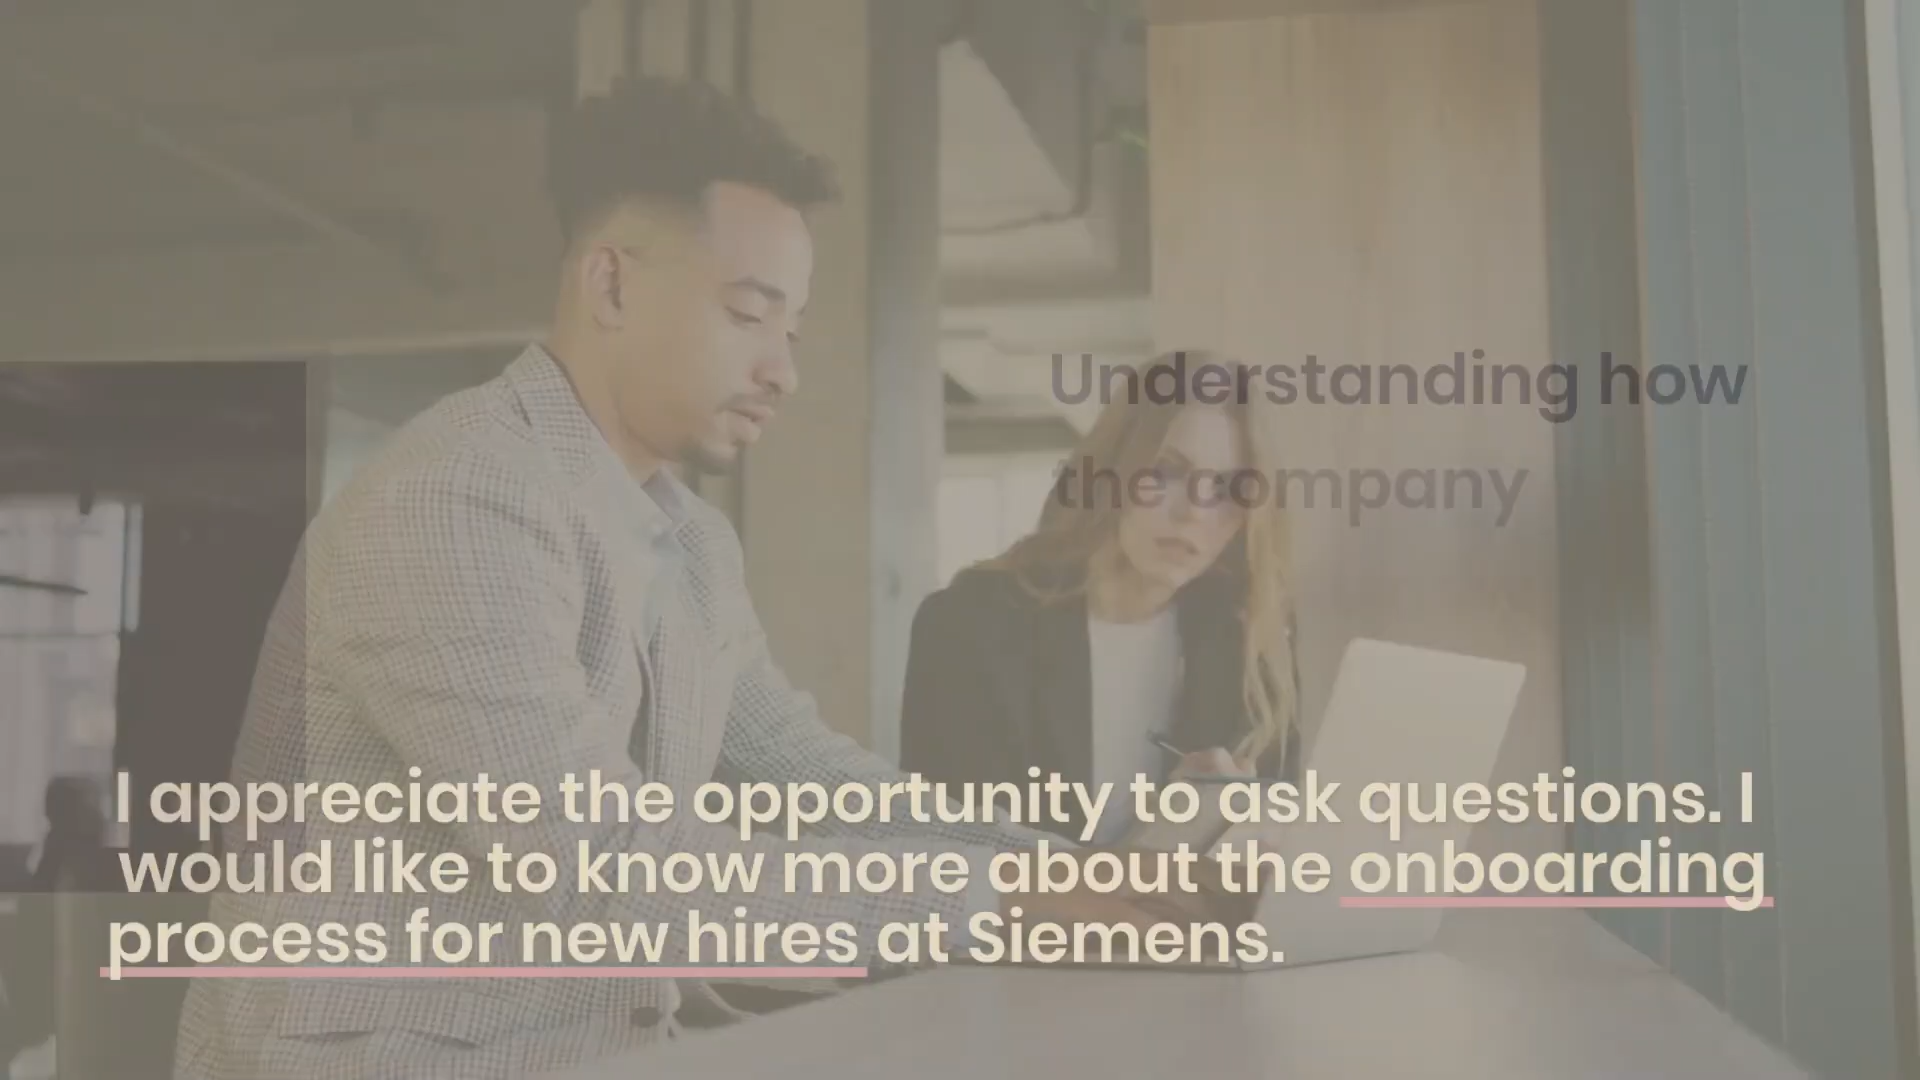 Understanding how
the company
I appreciate the opportunity to ask questions. I
would like to know more about the onboarding
process for new hires at Siemens.